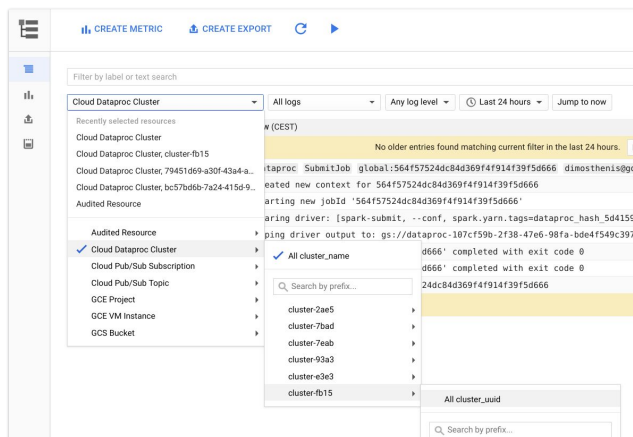 CREATE METRIC CREATE EXPORT
Filter by label or text search
Cloud Dataproc Cluster All logs Any log level Last 24 hours Jump to now
Recently selected resources
Cloud Dataproc Cluster
Cloud Dataproc Cluster, cluster-fb15
Cloud Dataproc Cluster, 79451d69-a30f-43a4-a...
Cloud Dataproc Cluster, bc57bd6b-7a24-415d-9...
Audited Resource
Audited Resource
Cloud Dataproc Cluster
Cloud Pub/Sub Subscription
Cloud Pub/Sub Topic
GCE Project
GCE VM Instance
GCS Bucket
w (CEST)
No older entries found matching current filter in the last 24 hours.
taproc SubmitJob global:564f57524dc84d369f4f914f39f5d666 dimosthenis@go
eated new context for 564f57524dc84d369f4f914f39f5d666
arting new jobId '564f57524dc84d369f4f914f39f5d666'
aring driver: [spark-submit, --conf, spark.yarn.tags=dataproc_hash_5d4159
ping driver output to: gs://dataproc-107cf59b-2f38-47e6-98fa-bde4f549c397
d666' completed with exit code 0
d666' completed with exit code 0
24dc84d369f4f914f39f5d666
All cluster_name
Search by prefix...
cluster-2ae5
cluster-7bad
cluster-7eab
cluster-93a3
cluster-e3e3
cluster-fb15
All cluster_uuid
Search by prefix...